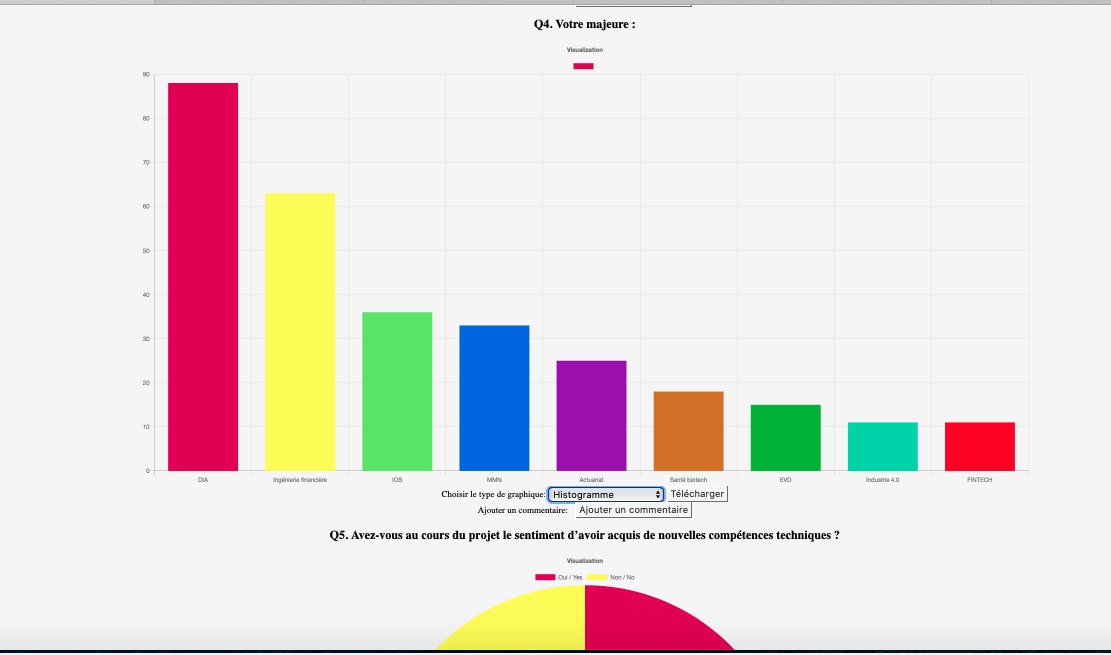 Q4. Votre majeure :
Visualization
90
80
70
60
50
40
30
20
10
0
DIA Ingénierie financière IOS MMN Actuariat Santé biotech EVD Industrie 4.0 FINTECH
Choisir le type de graphique: Histogramme Télécharger
Ajouter un commentaire: Ajouter un commentaire
Q5. Avez-vous au cours du projet le sentiment d'avoir acquis de nouvelles compétences techniques ?
Visualization
Oui / Yes Non / No